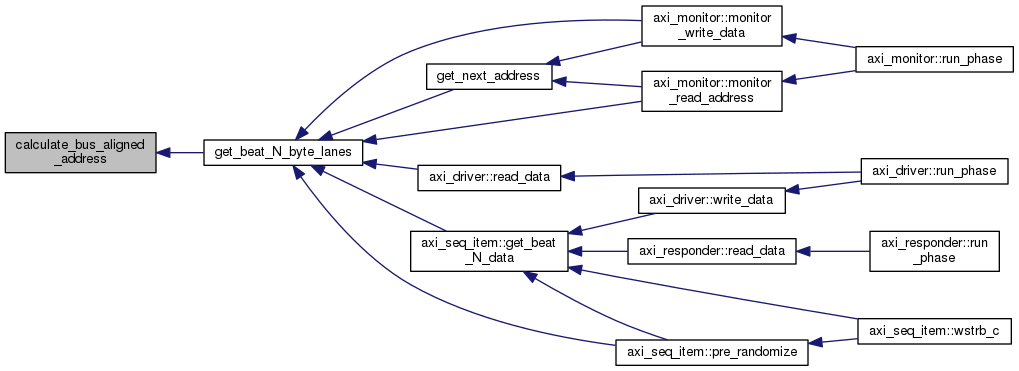 calculate_bus_aligned
_address
get_beat_N_byte_lanes
axi_monitor::monitor
_write_data
get_next_address
axi_monitor::monitor
_read_address
axi_monitor::run_phase
axi_driver::read_data
axi_driver::run_phase
axi_driver::write_data
axi_seq_item::get_beat
_N_data
axi_responder::read_data
axi_responder::run
_phase
axi_seq_item::wstrb_c
axi_seq_item::pre_randomize